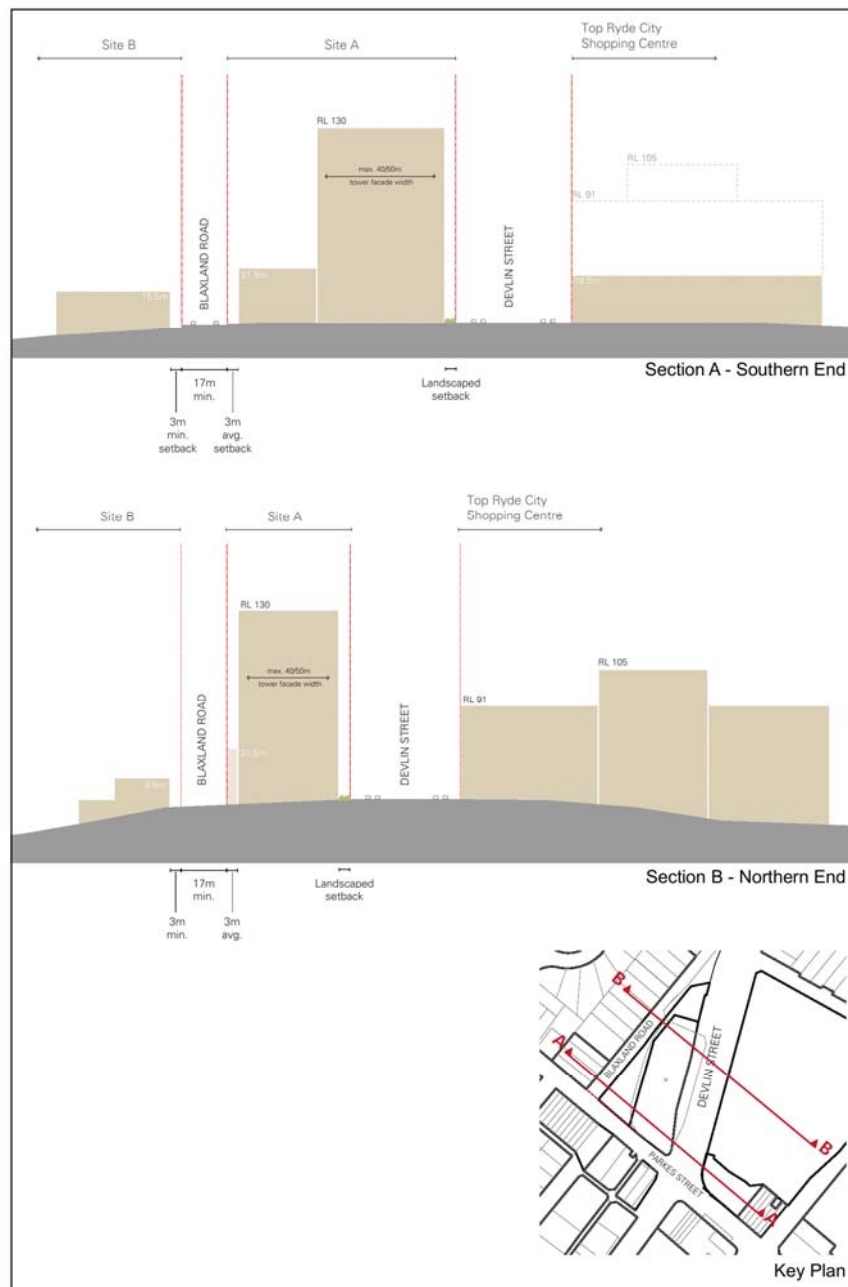 Site B
Site A
Top Ryde City
Shopping Centre
RL 130
max. 40/50m
tower facade width
RL 105
RL 91
BLAXLAND ROAD
DEVLIN STREET
15.5m
21.5m
18.5m
Section A - Southern End
17m
min.
3m
min.
setback
3m
avg.
setback
Landscaped
setback
Site B
Site A
Top Ryde City
Shopping Centre
RL 130
max. 40/50m
tower facade width
RL 105
RL 91
BLAXLAND ROAD
DEVLIN STREET
9.5m
21.5m
Section B - Northern End
17m
min.
3m
min.
3m
avg.
Landscaped
setback
B
A
BLAXLAND ROAD
DEVLIN STREET
PARKES STREET
B
A
Key Plan